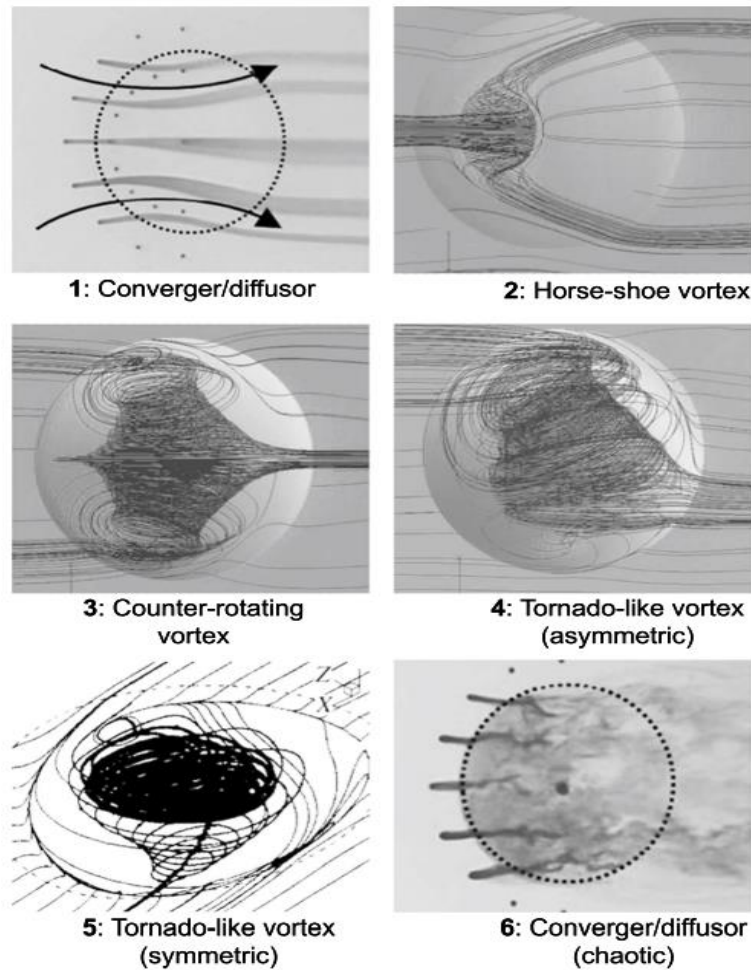 1: Converger/diffusor
2: Horse-shoe vortex
3: Counter-rotating
vortex
4: Tornado-like vortex
(asymmetric)
Z
X
5: Tornado-like vortex
(symmetric)
6: Converger/diffusor
(chaotic)